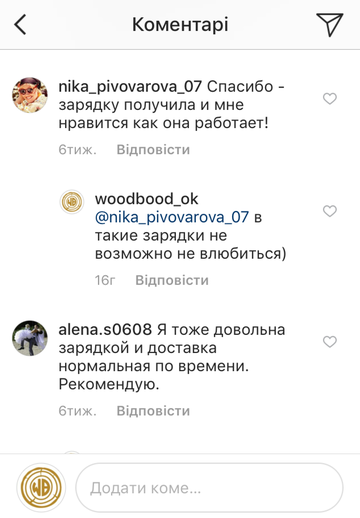 Коментарі
nika_pivovarova_07 Спасибо -
зарядку получила и мне
нравится как она работает!
6тиж. Відповісти
woodbood_ok
@nika_pivovarova_07 в
такие зарядки не
возможно не влюбиться)
16г Відповісти
alena.s0608 Я тоже довольна
зарядкой и доставка
нормальная по времени.
Рекомендую.
6тиж. Відповісти
WB
Додати коме...